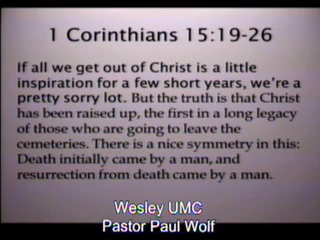 1 Corinthians 15:19-26
If all we get out of Christ is a little
inspiration for a few short years, we're a
pretty sorry lot. But the truth is that Christ
has been raised up, the first in a long legacy
of those who are going to leave the
cemeteries. There is a nice symmetry in this:
Death initially came by a man, and
resurrection from death came by a man.
Wesley UMC
Pastor Paul Wolf